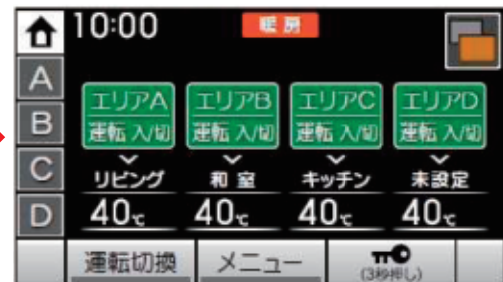 10:00 暖房
A
B
C
D
エリアA エリアB エリアC エリアD
運転 入/切 運転 入/切 運転 入/切 運転 入/切
リビング 和室 キッチン 未設定
40℃ 40℃ 40℃ 40℃
運転切換 メニュー (3秒押し)